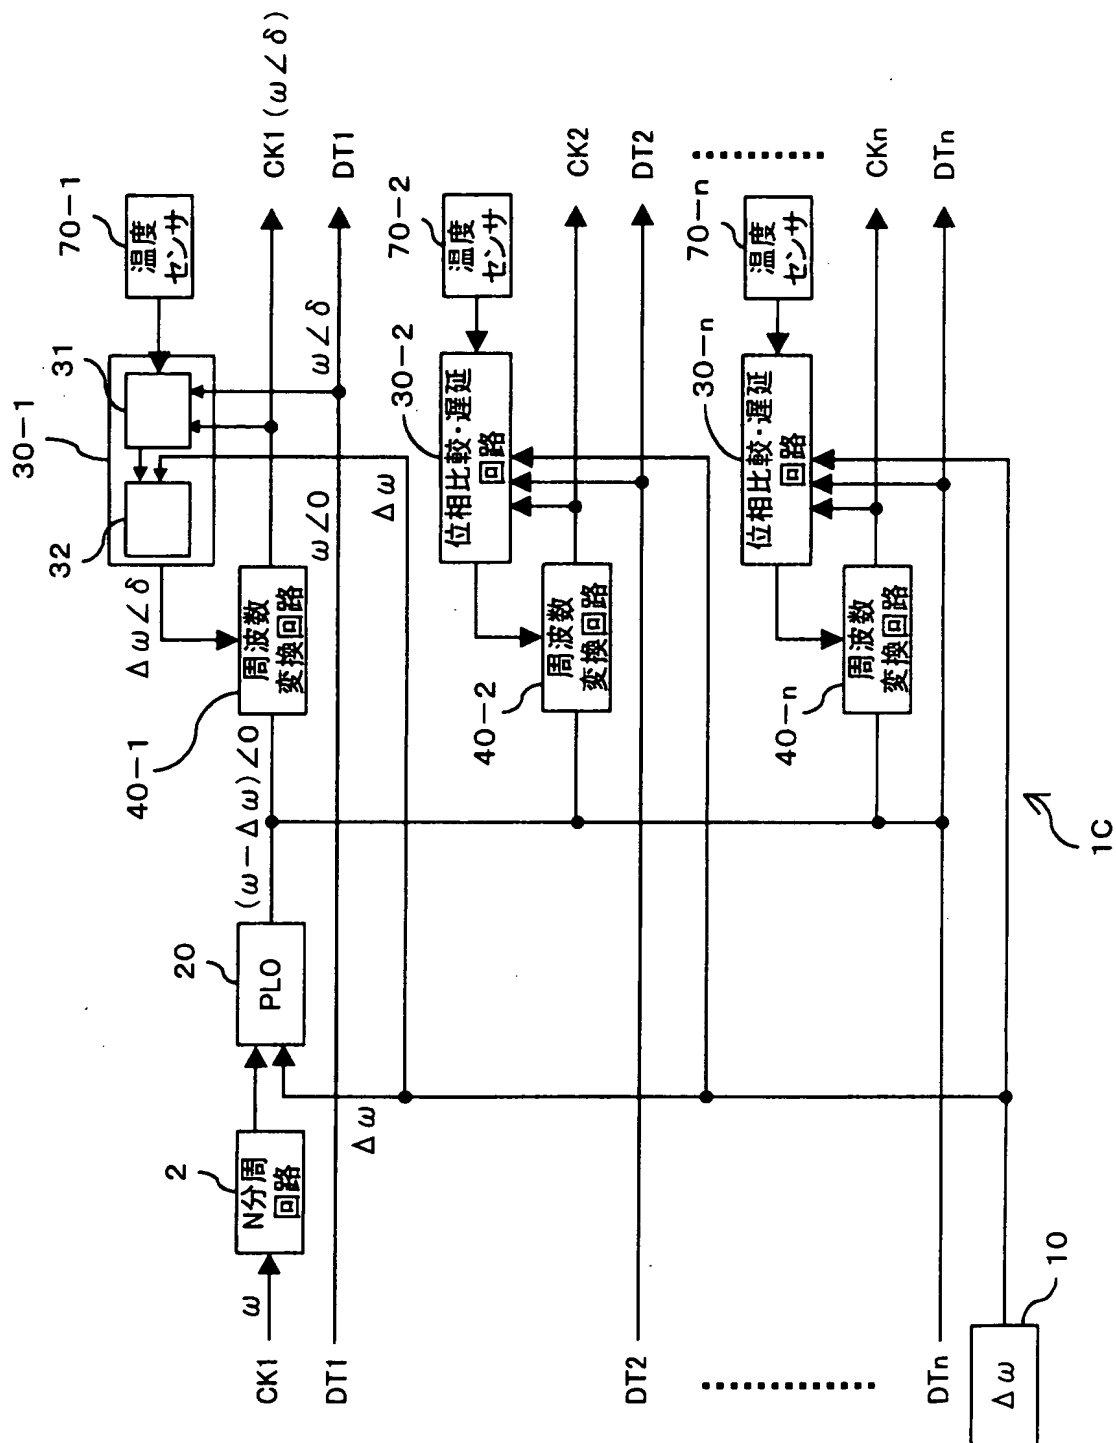 CK1
ω
2
N分周
回路
20
PLO
(ω−Δω)∠0
40−1
周波数
変換回路
Δω∠δ
32
30−1
31
70−1
温度
センサ
CK1(ω∠δ)
DT1
ω∠0
ω∠δ
DT1
Δω
Δω
40−2
周波数
変換回路
30−2
位相比較・遅延
回路
70−2
温度
センサ
CK2
DT2
DT2
40−n
周波数
変換回路
30−n
位相比較・遅延
回路
70−n
温度
センサ
CKn
DTn
DTn
Δω
10
1C